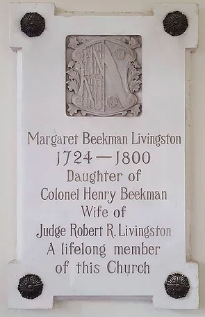 Margaret Beekman Livingston
1724—1800
Daughter of
Colonel Henry Beekman
Wife of
Judge Robert R. Livingston
A lifelong member
of this Church